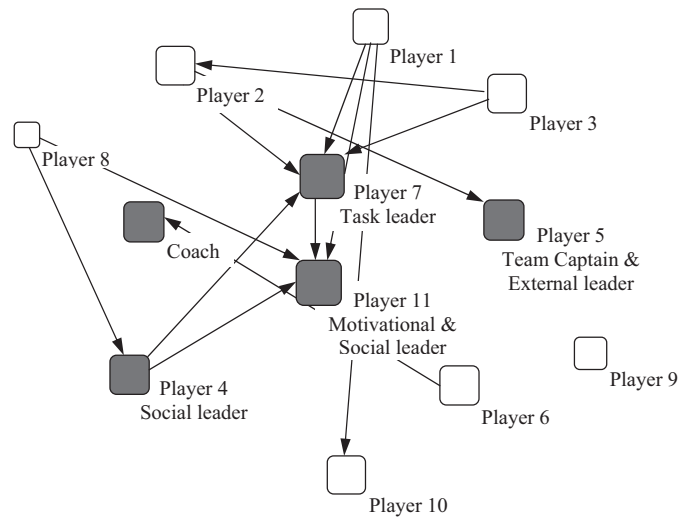 Player 1
Player 2
Player 3
Player 8
Player 7
Task leader
Coach
Player 5
Team Captain &
External leader
Player 11
Motivational &
Social leader
Player 4
Social leader
Player 9
Player 6
Player 10